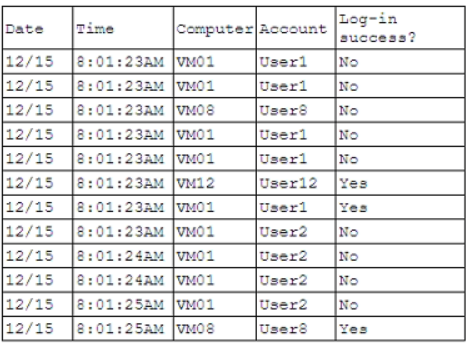 Date Time Computer Account Log-in success?
12/15 8:01:23AM VM01 User1 No
12/15 8:01:23AM VM01 User1 No
12/15 8:01:23AM VM08 User8 No
12/15 8:01:23AM VM01 User1 No
12/15 8:01:23AM VM01 User1 No
12/15 8:01:23AM VM12 User12 Yes
12/15 8:01:23AM VM01 User1 Yes
12/15 8:01:23AM VM01 User2 No
12/15 8:01:24AM VM01 User2 No
12/15 8:01:24AM VM01 User2 No
12/15 8:01:25AM VM01 User2 No
12/15 8:01:25AM VM08 User8 Yes